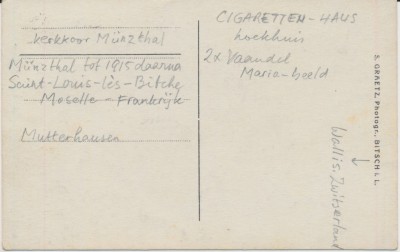 kerkkoor Münzthal
Münzthal tot 1915 daarna
Saint-Louis-lès-Bitche
Moselle - Frankrijk
Mutterhausen
CIGARETTEN-HAUS
hoekhuis
2x Vaandel
Maria-beeld
Wallis. Zwitserland
S. GRAETZ, Photogr., BITSCH i. L.